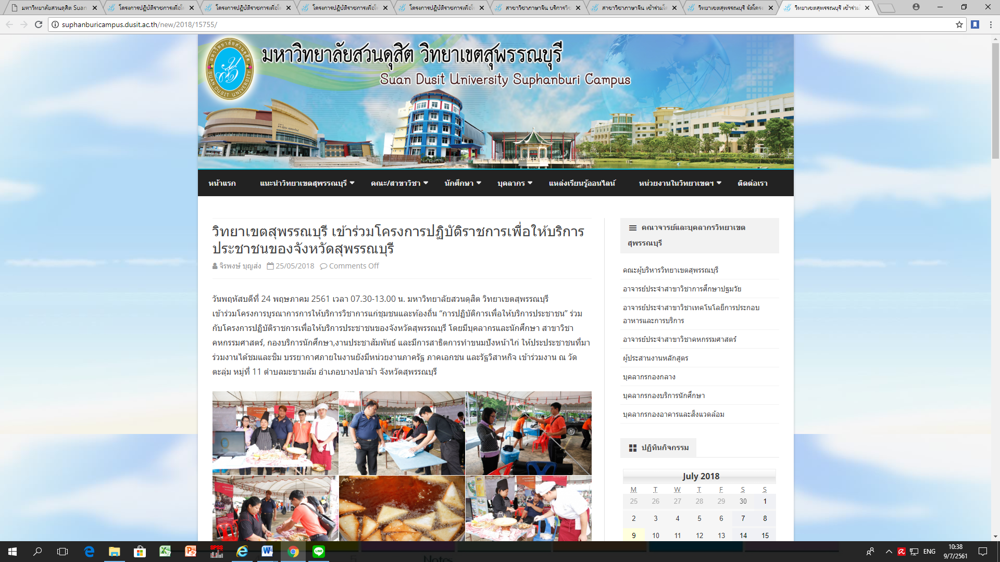 มหาวิทยาลัยสวนดุสิต Suan
โครงการปฏิบัติราชการเพื่อให้
โครงการปฏิบัติราชการเพื่อให้
โครงการปฏิบัติราชการเพื่อให้
โครงการปฏิบัติราชการเพื่อให้
สาขาวิชาภาษาจีน บริการวิช
สาขาวิชาภาษาจีน เข้าร่วมโค
วิทยาเขตสุพรรณบุรี จัดโครง
วิทยาเขตสุพรรณบุรี เข้าร่วม
suphanburicampus.dusit.ac.th/new/2018/15755/
มหาวิทยาลัยสวนดุสิต วิทยาเขตสุพรรณบุรี
Suan Dusit University Suphanburi Campus
SUAN DUSIT UNIVERSITY
หน้าแรก แนะนำวิทยาเขตสุพรรณบุรี คณะ/สาขาวิชา นักศึกษา บุคลากร แหล่งเรียนรู้ออนไลน์ หน่วยงานในวิทยาเขตฯ ติดต่อเรา
วิทยาเขตสุพรรณบุรี เข้าร่วมโครงการปฏิบัติราชการเพื่อให้บริการ
ประชาชนของจังหวัดสุพรรณบุรี
จิรพงษ์ บุญส่ง 25/05/2018 Comments Off
วันพฤหัสบดีที่ 24 พฤษภาคม 2561 เวลา 07.30-13.00 น. มหาวิทยาลัยสวนดุสิต วิทยาเขตสุพรรณบุรี
เข้าร่วมโครงการบูรณาการการให้บริการวิชาการแก่ชุมชนและท้องถิ่น “การปฏิบัติการเพื่อให้บริการประชาชน” ร่วม
กับโครงการปฏิบัติราชการเพื่อให้บริการประชาชนของจังหวัดสุพรรณบุรี โดยมีบุคลากรและนักศึกษา สาขาวิชา
คหกรรมศาสตร์, กองบริการนักศึกษา,งานประชาสัมพันธ์ และมีการสาธิตการทำขนมปังหน้าไก่ ให้ประประชาชนที่มา
ร่วมงานได้ชมและชิม บรรยากาศภายในงานยังมีหน่วยงานภาครัฐ ภาคเอกชน และรัฐวิสาหกิจ เข้าร่วมงาน ณ วัด
ตะลุ่ม หมู่ที่ 11 ตำบลมะขามล้ม อำเภอบางปลาม้า จังหวัดสุพรรณบุรี
คณาจารย์และบุคลากรวิทยาเขต
สุพรรณบุรี
คณะผู้บริหารวิทยาเขตสุพรรณบุรี
อาจารย์ประจำสาขาวิชาการศึกษาปฐมวัย
อาจารย์ประจำสาขาวิชาเทคโนโลยีการประกอบ
อาหารและการบริการ
อาจารย์ประจำสาขาวิชาคหกรรมศาสตร์
ผู้ประสานงานหลักสูตร
บุคลากรกองกลาง
บุคลากรกองบริการนักศึกษา
บุคลากรกองอาคารและสิ่งแวดล้อม
ปฏิทินกิจกรรม
July 2018
M T W T F S S
25 26 27 28 29 30 1
2 3 4 5 6 7 8
9 10 11 12 13 14 15
SPSS
LINE
Notes
ENG
10:38
9/7/2561